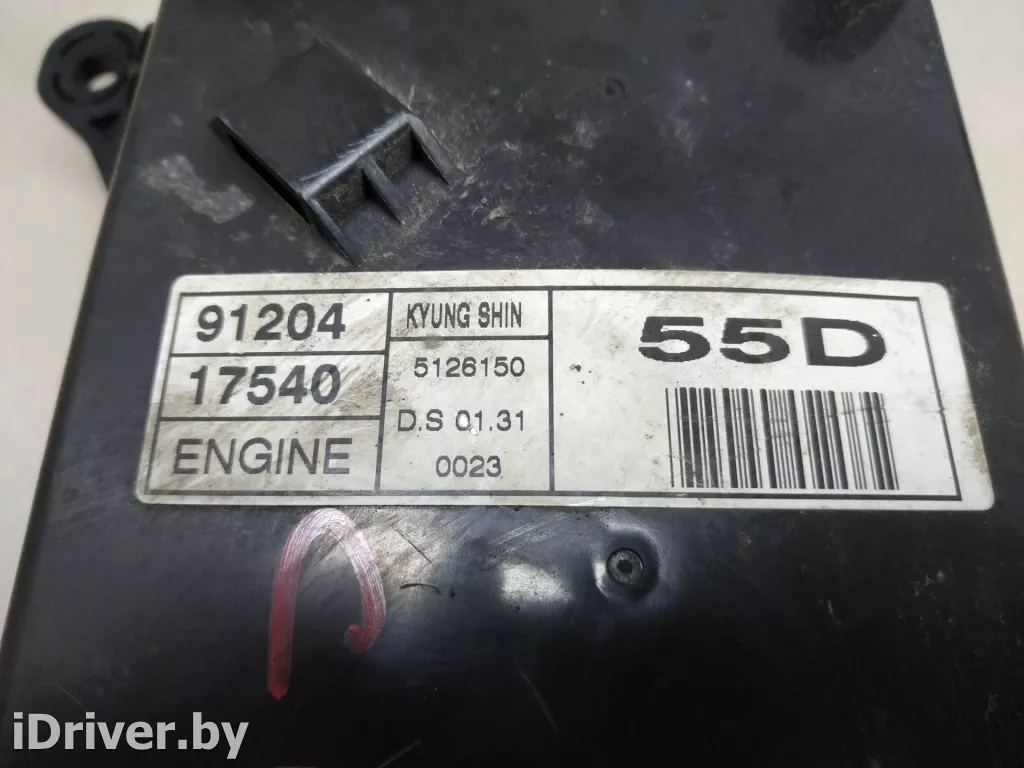 91204
17540
ENGINE
KYUNG SHIN
5126150
D.S 01.31
0023
55D
iDriver.by